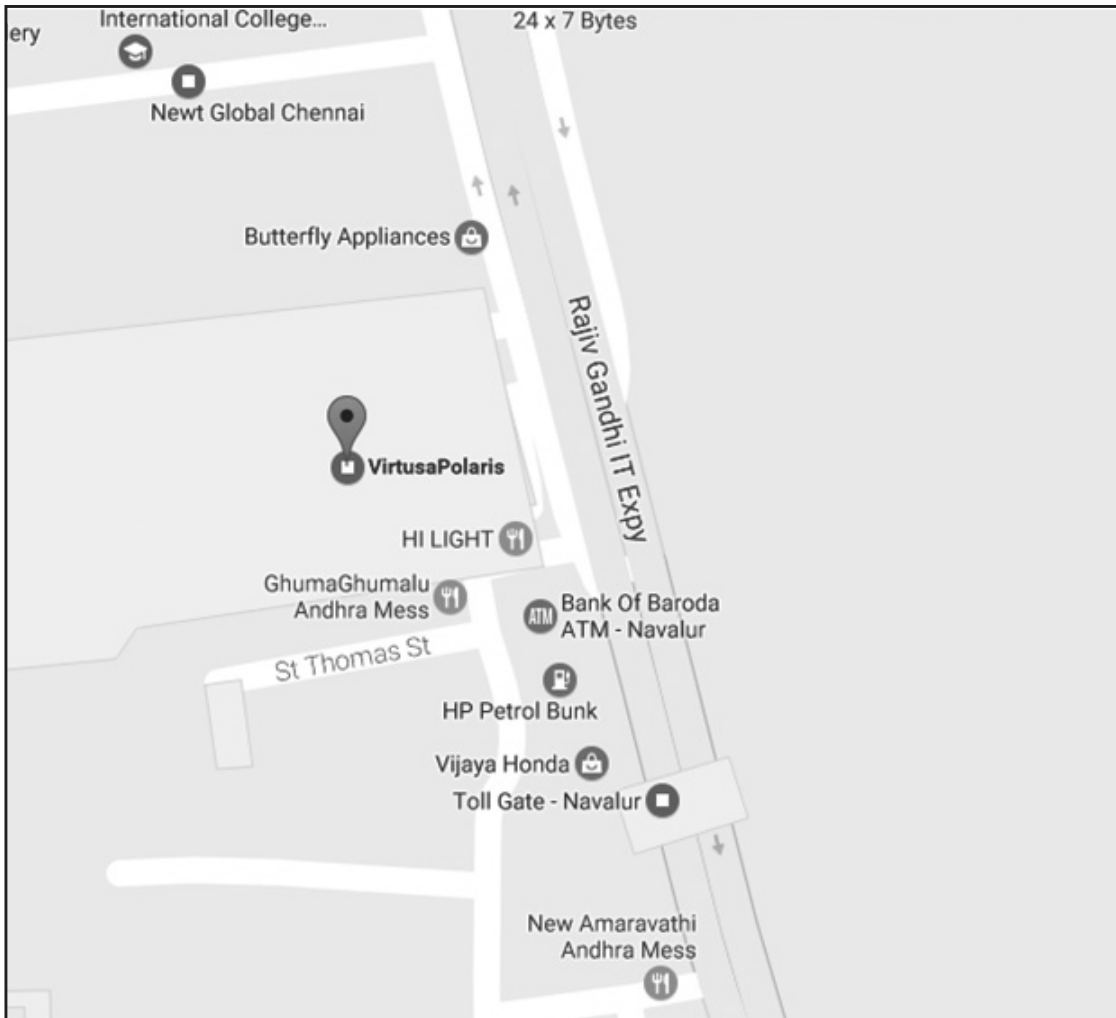 International College...
24 x 7 Bytes
ery
Newt Global Chennai
Butterfly Appliances
Rajiv Gandhi IT Expy
VirtusaPolaris
HI LIGHT
GhumaGhumalu
Andhra Mess
ATM
Bank Of Baroda
ATM - Navalur
St Thomas St
HP Petrol Bunk
Vijaya Honda
Toll Gate - Navalur
New Amaravathi
Andhra Mess